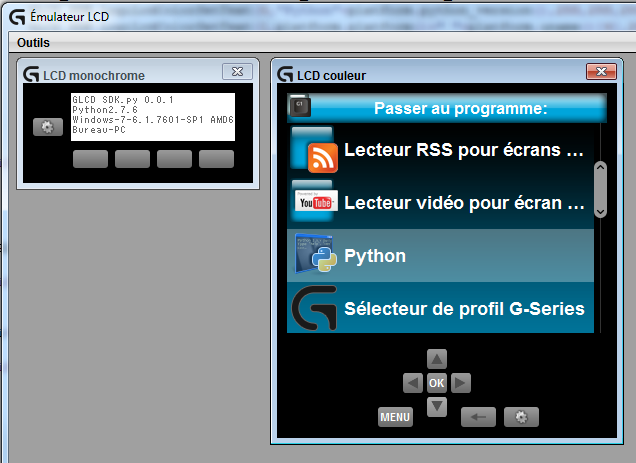 Émulateur LCD
Outils
LCD monochrome
GLCD SDK.py 0.0.1
Python2.7.6
Windows-7-6.1.7601-SP1 AMD6
Bureau-PC
LCD couleur
G1
Passer au programme:
Lecteur RSS pour écrans ...
YouTube
Lecteur vidéo pour écran ...
Python
Sélecteur de profil G-Series
OK
MENU